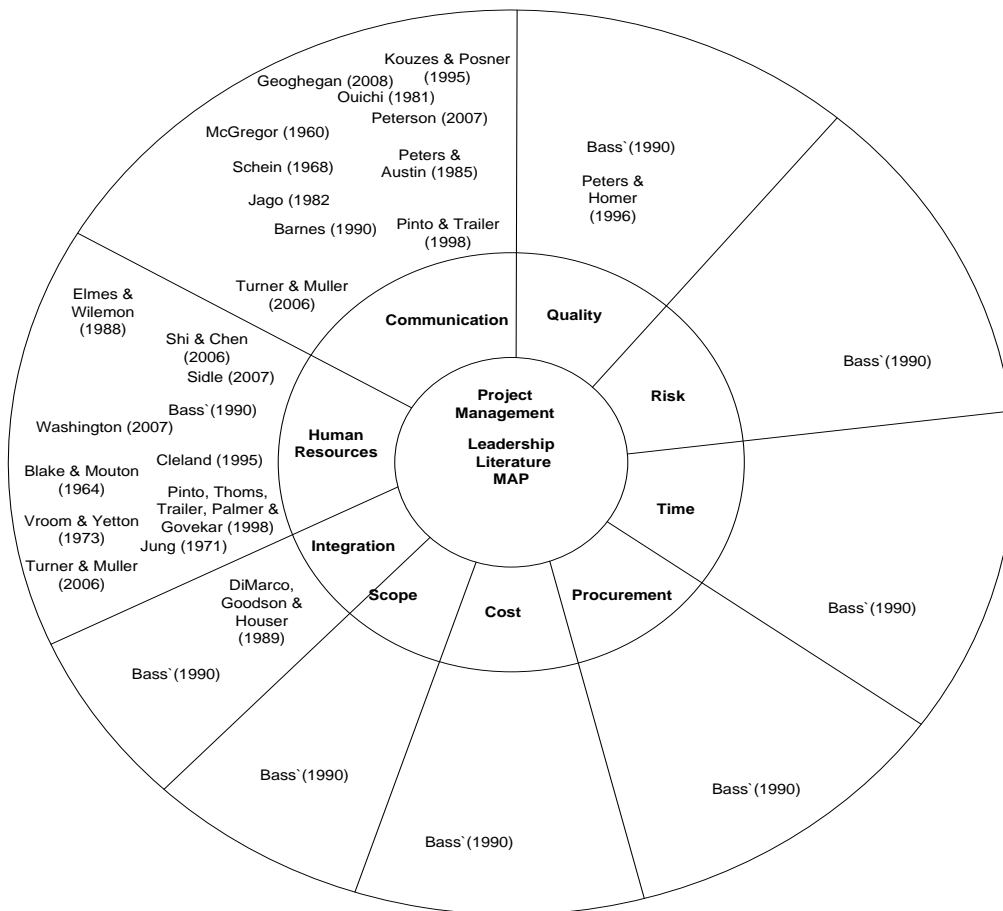 Kouzes & Posner
(1995)
Geoghegan (2008)
Ouichi (1981)
Peterson (2007)
McGregor (1960)
Schein (1968)
Peters &
Austin (1985)
Jago (1982
Barnes (1990)
Pinto & Trailer
(1998)
Turner & Muller
(2006)
Communication
Bass`(1990)
Peters &
Homer
(1996)
Quality
Bass`(1990)
Risk
Bass`(1990)
Time
Bass`(1990)
Procurement
Bass`(1990)
Cost
Bass`(1990)
Scope
DiMarco,
Goodson &
Houser
(1989)
Bass`(1990)
Integration
Elmes &
Wilemon
(1988)
Shi & Chen
(2006)
Sidle (2007)
Bass`(1990)
Washington (2007)
Cleland (1995)
Blake & Mouton
(1964)
Pinto, Thoms,
Trailer, Palmer &
Govekar (1998)
Vroom & Yetton
(1973)
Jung (1971)
Turner & Muller
(2006)
Human
Resources
Project
Management
Leadership
Literature
MAP